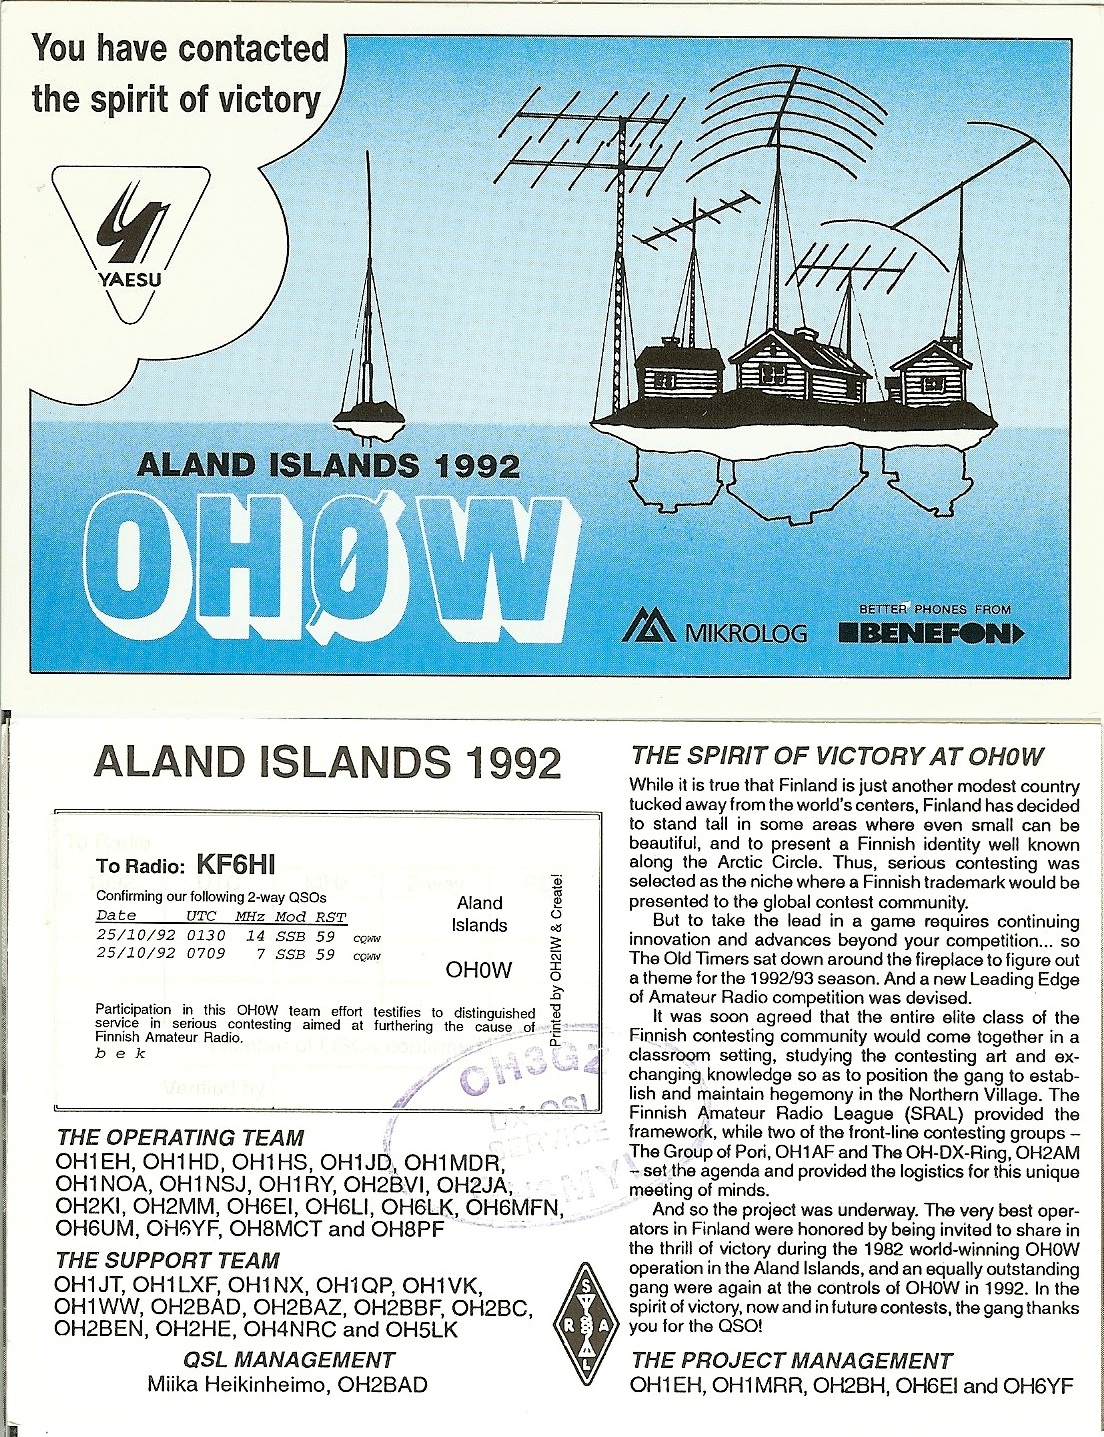 You have contacted
the spirit of victory
YAESU
ALAND ISLANDS 1992
OHØW
MIKROLOG
BETTER PHONES FROM
BENEFON
ALAND ISLANDS 1992
To Radio: KF6HI
Confirming our following 2-way QSOs
Date UTC MHz Mod RST
25/10/92 0130 14 SSB 59 CQWW
25/10/92 0709 7 SSB 59 CQWW
Aland
Islands
OH0W
Printed by OH2IW & Create!
Participation in this OH0W team effort testifies to distinguished
service in serious contesting aimed at furthering the cause of
Finnish Amateur Radio.
b e k
OH3GZ
SERVICE
THE OPERATING TEAM
OH1EH, OH1HD, OH1HS, OH1JD, OH1MDR,
OH1NOA, OH1NSJ, OH1RY, OH2BVI, OH2JA,
OH2KI, OH2MM, OH6EI, OH6LI, OH6LK, OH6MFN,
OH6UM, OH6YF, OH8MCT and OH8PF
THE SUPPORT TEAM
OH1JT, OH1LXF, OH1NX, OH1QP, OH1VK,
OH1WW, OH2BAD, OH2BAZ, OH2BBF, OH2BC,
OH2BEN, OH2HE, OH4NRC and OH5LK
QSL MANAGEMENT
Miika Heikinheimo, OH2BAD
S
R A
L
THE SPIRIT OF VICTORY AT OH0W
While it is true that Finland is just another modest country
tucked away from the world's centers, Finland has decided
to stand tall in some areas where even small can be
beautiful, and to present a Finnish identity well known
along the Arctic Circle. Thus, serious contesting was
selected as the niche where a Finnish trademark would be
presented to the global contest community.
But to take the lead in a game requires continuing
innovation and advances beyond your competition... so
The Old Timers sat down around the fireplace to figure out
a theme for the 1992/93 season. And a new Leading Edge
of Amateur Radio competition was devised.
It was soon agreed that the entire elite class of the
Finnish contesting community would come together in a
classroom setting, studying the contesting art and ex-
changing knowledge so as to position the gang to estab-
lish and maintain hegemony in the Northern Village. The
Finnish Amateur Radio League (SRAL) provided the
framework, while two of the front-line contesting groups –
The Group of Pori, OH1AF and The OH-DX-Ring, OH2AM
– set the agenda and provided the logistics for this unique
meeting of minds.
And so the project was underway. The very best oper-
ators in Finland were honored by being invited to share in
the thrill of victory during the 1982 world-winning OH0W
operation in the Aland Islands, and an equally outstanding
gang were again at the controls of OH0W in 1992. In the
spirit of victory, now and in future contests, the gang thanks
you for the QSO!
THE PROJECT MANAGEMENT
OH1EH, OH1MRR, OH2BH, OH6EI and OH6YF